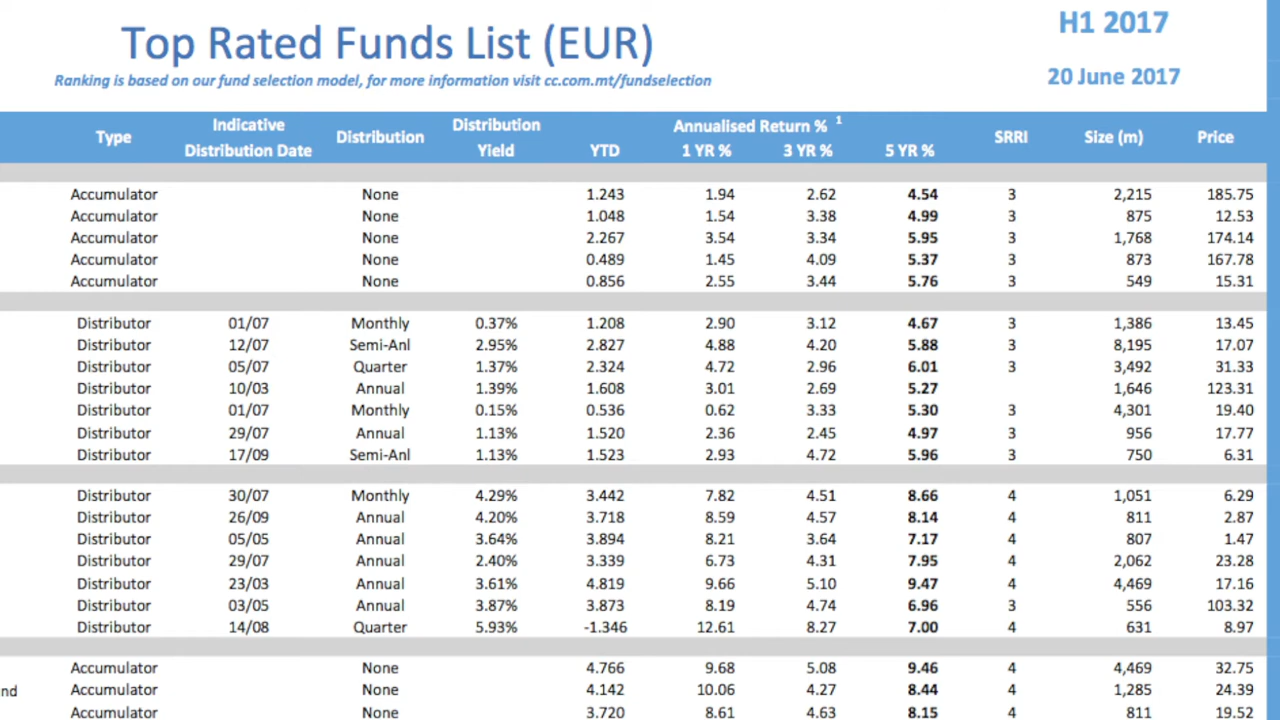 Top Rated Funds List (EUR)
H1 2017
Ranking is based on our fund selection model, for more information visit cc.com.mt/fundselection
20 June 2017
Type Indicative Distribution Date Distribution Distribution Yield YTD Annualised Return % 1 1 YR % 3 YR % 5 YR % SRRI Size (m) Price
Accumulator None 1.243 1.94 2.62 4.54 3 2,215 185.75
Accumulator None 1.048 1.54 3.38 4.99 3 875 12.53
Accumulator None 2.267 3.54 3.34 5.95 3 1,768 174.14
Accumulator None 0.489 1.45 4.09 5.37 3 873 167.78
Accumulator None 0.856 2.55 3.44 5.76 3 549 15.31
Distributor 01/07 Monthly 0.37% 1.208 2.90 3.12 4.67 3 1,386 13.45
Distributor 12/07 Semi-Anl 2.95% 2.827 4.88 4.20 5.88 3 8,195 17.07
Distributor 05/07 Quarter 1.37% 2.324 4.72 2.96 6.01 3 3,492 31.33
Distributor 10/03 Annual 1.39% 1.608 3.01 2.69 5.27 1,646 123.31
Distributor 01/07 Monthly 0.15% 0.536 0.62 3.33 5.30 3 4,301 19.40
Distributor 29/07 Annual 1.13% 1.520 2.36 2.45 4.97 3 956 17.77
Distributor 17/09 Semi-Anl 1.13% 1.523 2.93 4.72 5.96 3 750 6.31
Distributor 30/07 Monthly 4.29% 3.442 7.82 4.51 8.66 4 1,051 6.29
Distributor 26/09 Annual 4.20% 3.718 8.59 4.57 8.14 4 811 2.87
Distributor 05/05 Annual 3.64% 3.894 8.21 3.64 7.17 4 807 1.47
Distributor 29/07 Annual 2.40% 3.339 6.73 4.31 7.95 4 2,062 23.28
Distributor 23/03 Annual 3.61% 4.819 9.66 5.10 9.47 4 4,469 17.16
Distributor 03/05 Annual 3.87% 3.873 8.19 4.74 6.96 3 556 103.32
Distributor 14/08 Quarter 5.93% -1.346 12.61 8.27 7.00 4 631 8.97
Accumulator None 4.766 9.68 5.08 9.46 4 4,469 32.75
nd Accumulator None 4.142 10.06 4.27 8.44 4 1,285 24.39
Accumulator None 3.720 8.61 4.63 8.15 4 811 19.52